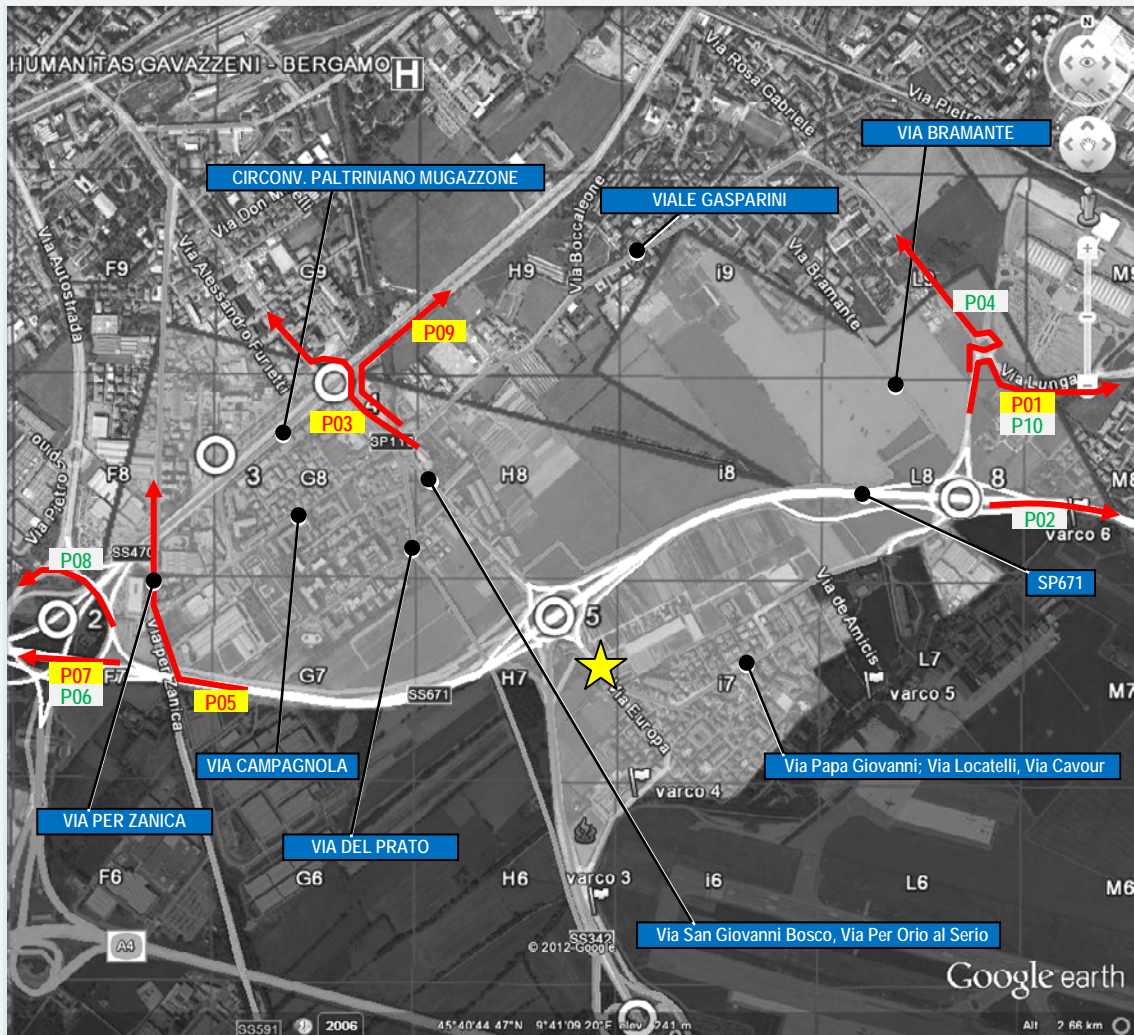 HUMANITAS GAVAZZENI - BERGAMO H
N
Via Rosa Gabriele
Via Pietro
VIA BRAMANTE
CIRCONV. PALTRINIANO MUGAZZONE
VIALE GASPARINI
Via Don
Via Boccaleone
Via Autostrada
Via Alessandro Furietti
F9
G9
H9
i9
Via Bramante
L9
M9
P04
P09
Via Lunga
P03
4
P01
P10
SP115
3
F8
G8
H8
i8
L8
8
M8
Via Pietro
Spino
P02
varco 6
P08
SS470
SP671
2
5
Via de Amicis
Via per Zanica
P07
P06
F7
P05
G7
SS671
H7
i7
L7
varco 5
M7
Via Europa
VIA CAMPAGNOLA
Via Papa Giovanni; Via Locatelli, Via Cavour
varco 4
VIA PER ZANICA
VIA DEL PRATO
F6
G6
H6
varco 3
i6
L6
M6
Via San Giovanni Bosco, Via Per Orio al Serio
A4
SS342
© 2012 Google
Google earth
SS591
2006
45°40'44.47"N 9°41'09.20"E elev 241 m
Alt 2.66 km